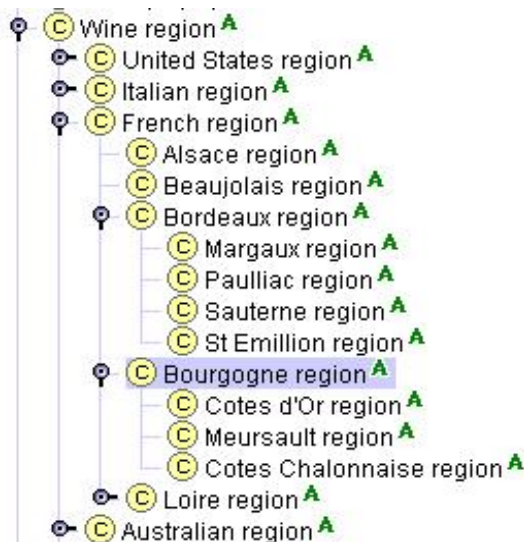 C Wine region A
C United States region A
C Italian region A
C French region A
C Alsace region A
C Beaujolais region A
C Bordeaux region A
C Margaux region A
C Paulliac region A
C Sauterne region A
C St Emillion region A
C Bourgogne region A
C Cotes d'Or region A
C Meursault region A
C Cotes Chalonnaise region A
C Loire region A
C Australian region A